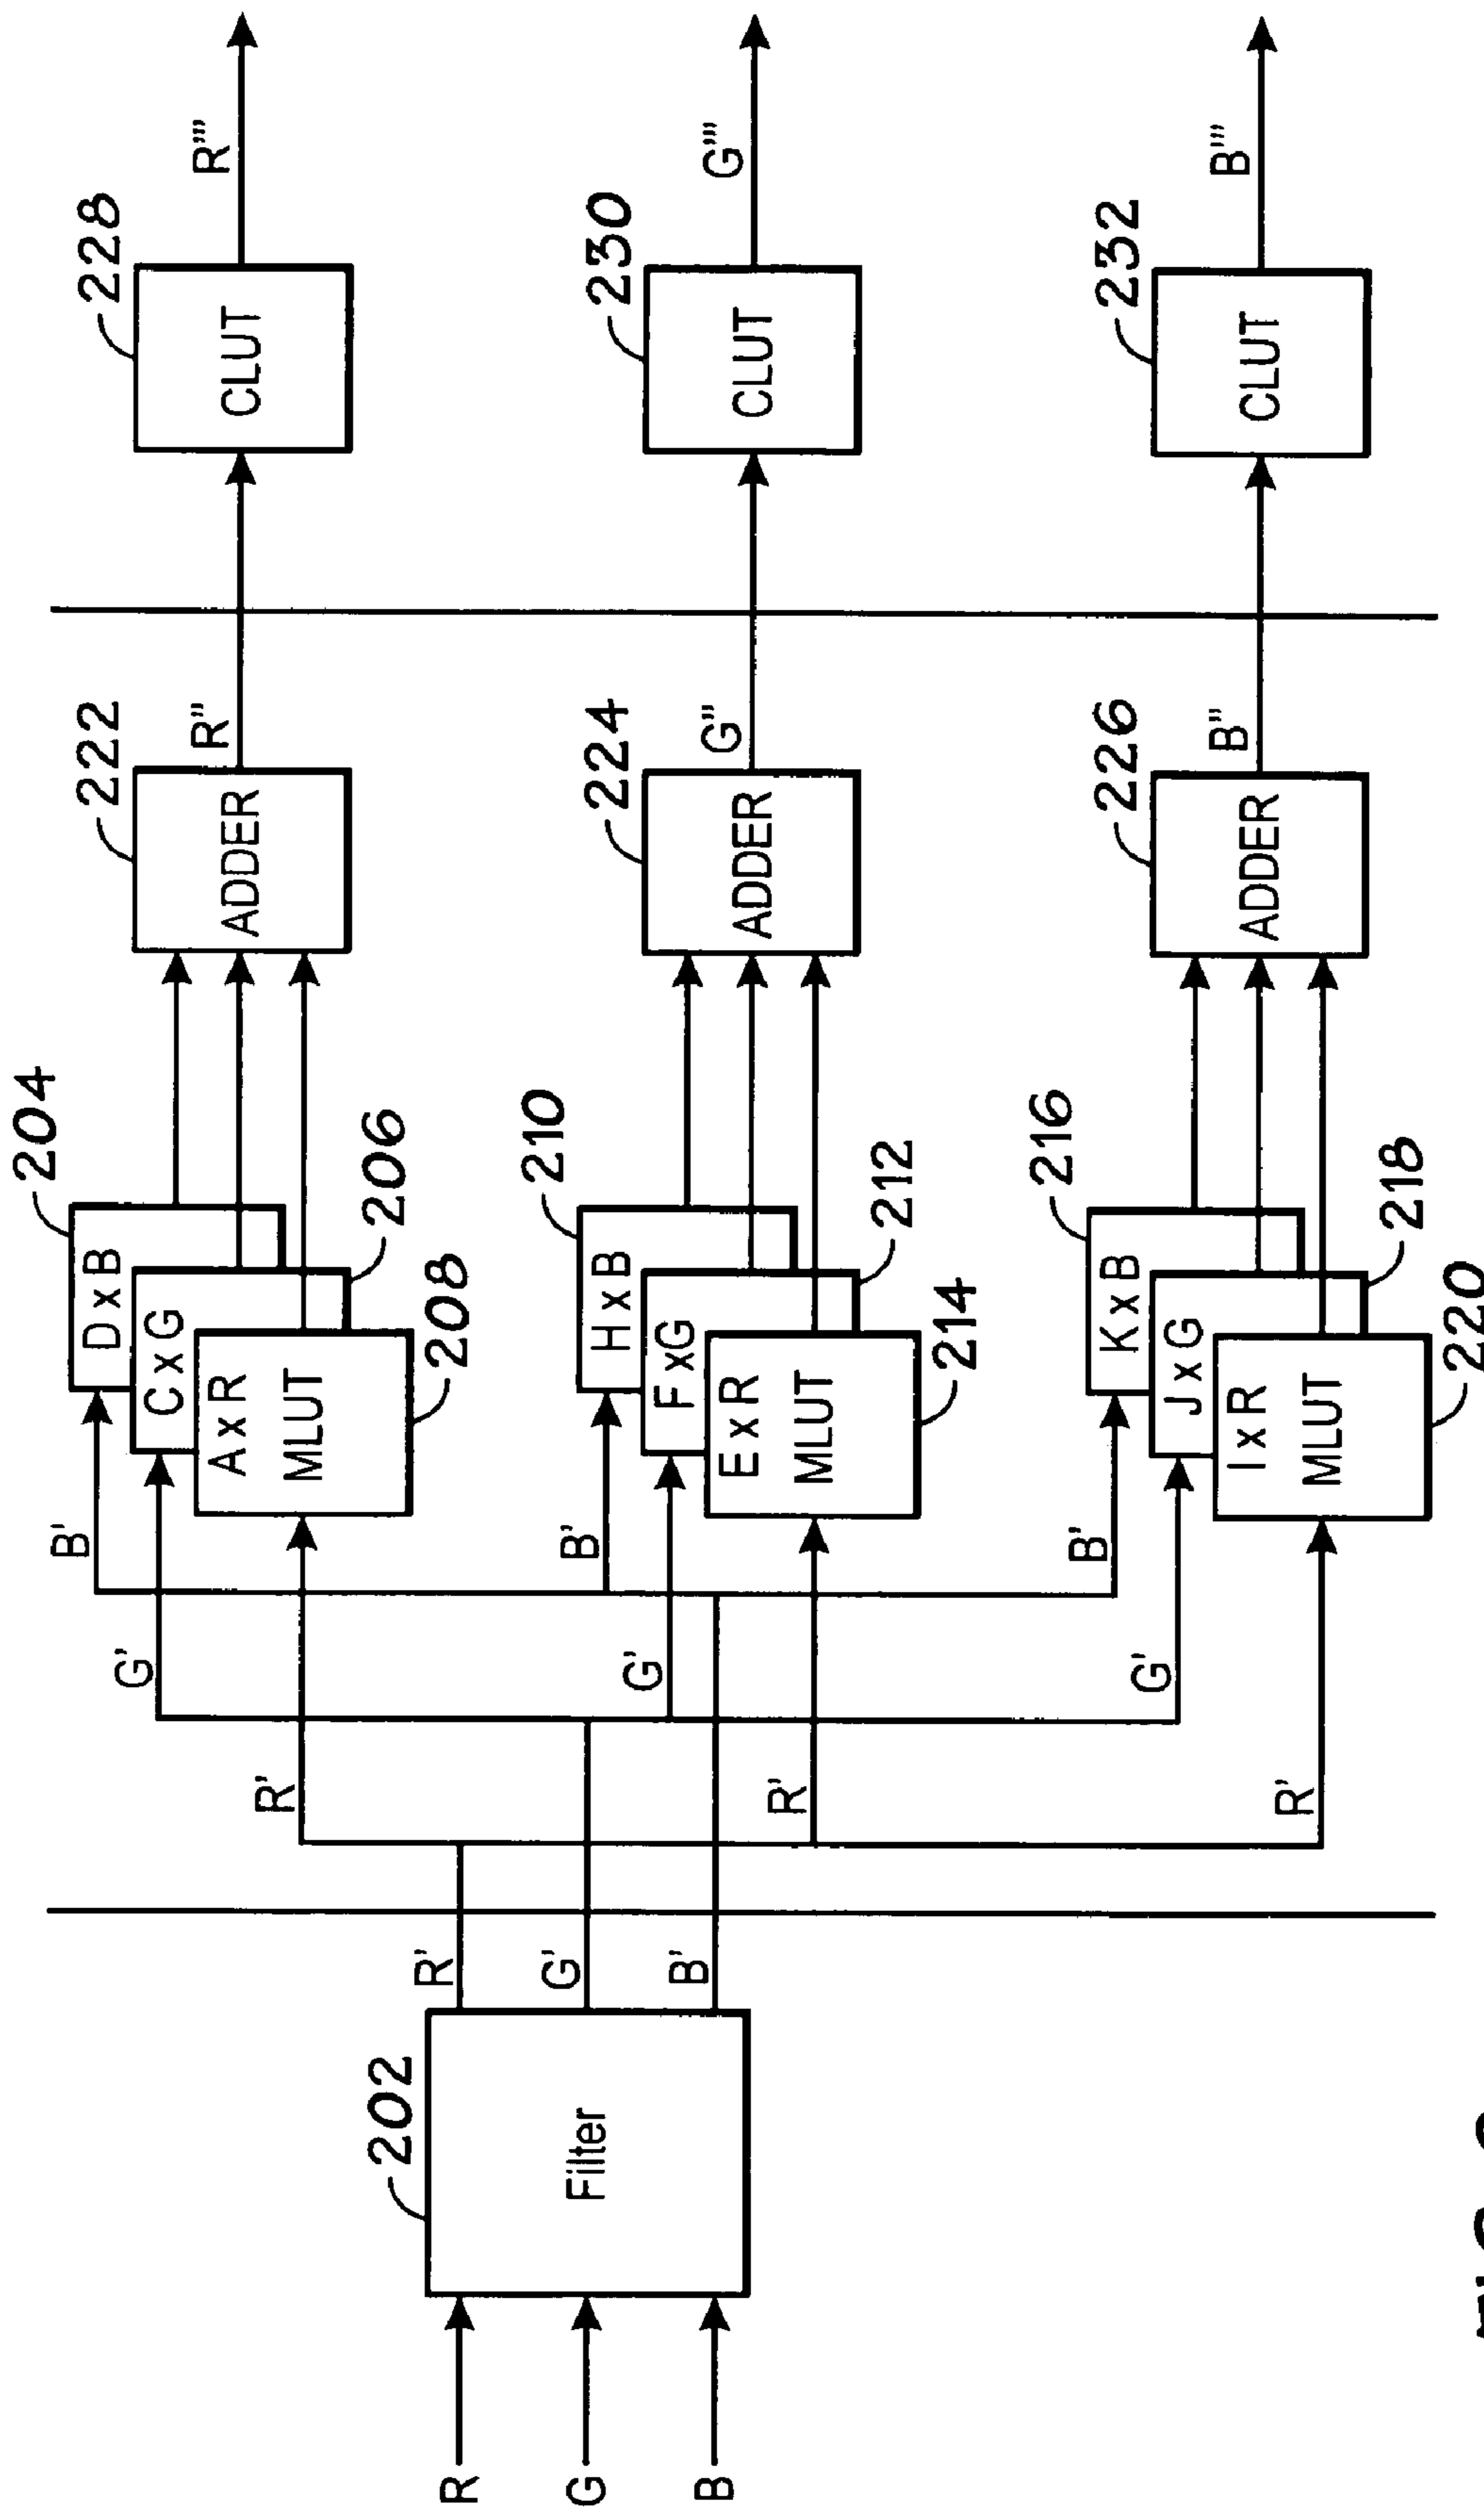 R
G
B
202
Filter
R'
G'
B'
R'
G'
B'
204
D x B
C x G
206
A x R
MLUT
208
R'
G'
B'
210
H x B
F x G
212
E x R
MLUT
214
R'
G'
B'
216
K x B
J x G
218
I x R
MLUT
220
222
ADDER
R"
224
ADDER
G"
226
ADDER
B"
228
CLUT
R'"
230
CLUT
G'"
232
CLUT
B'"